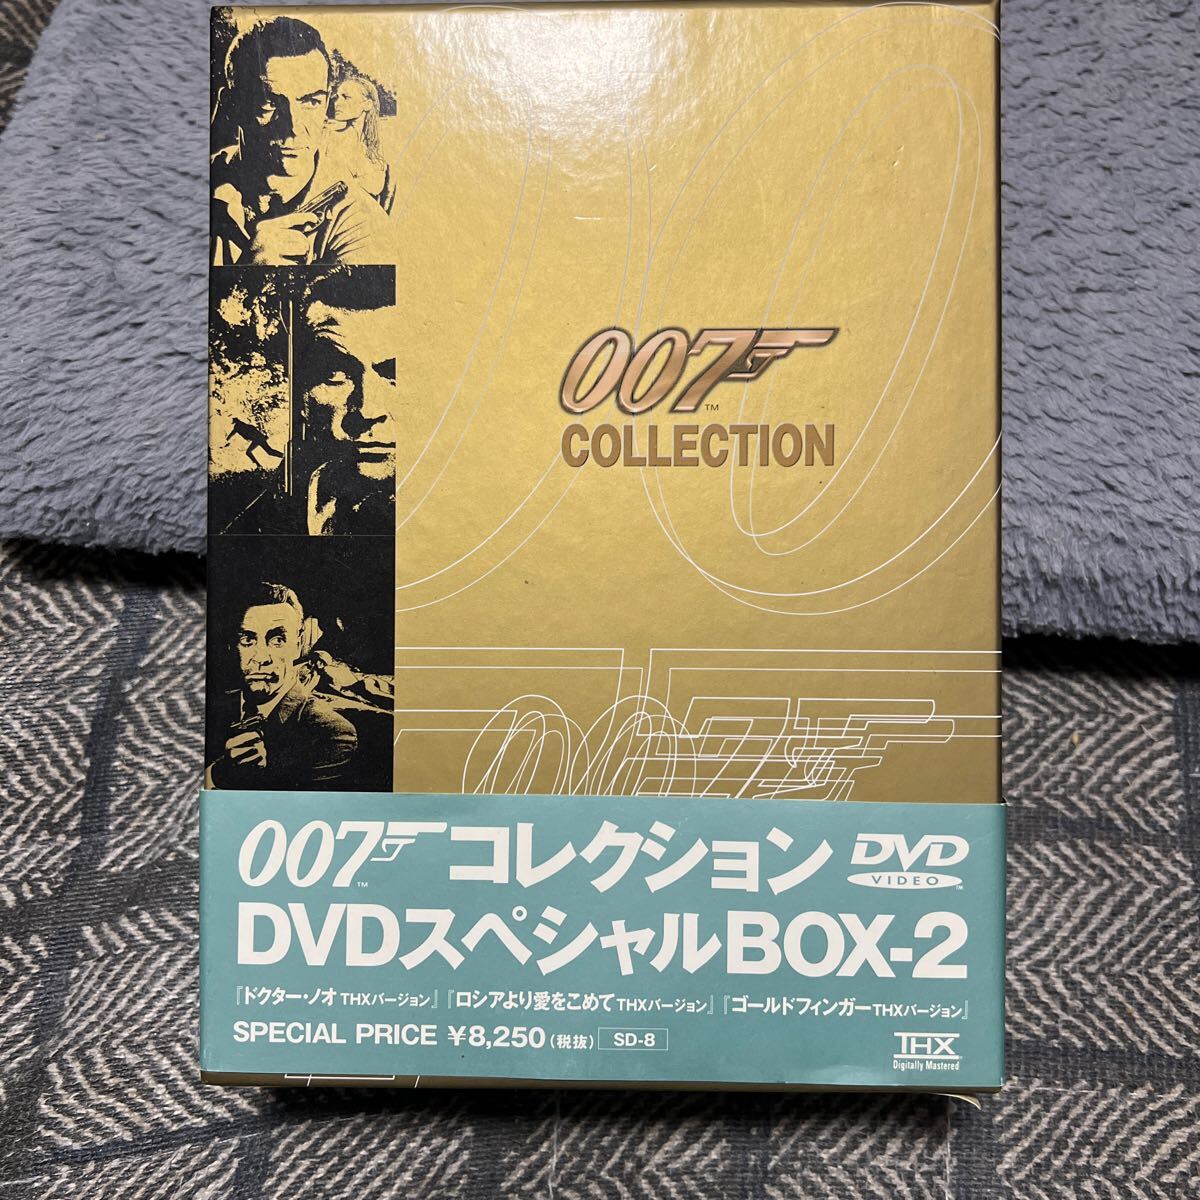 007™
COLLECTION
007™ コレクション DVD VIDEO™
DVDスペシャルBOX-2
『ドクター・ノオ THXバージョン』『ロシアより愛をこめて THXバージョン』『ゴールドフィンガー THXバージョン』
SPECIAL PRICE ¥8,250(税抜) SD-8
THX
Digitally Mastered